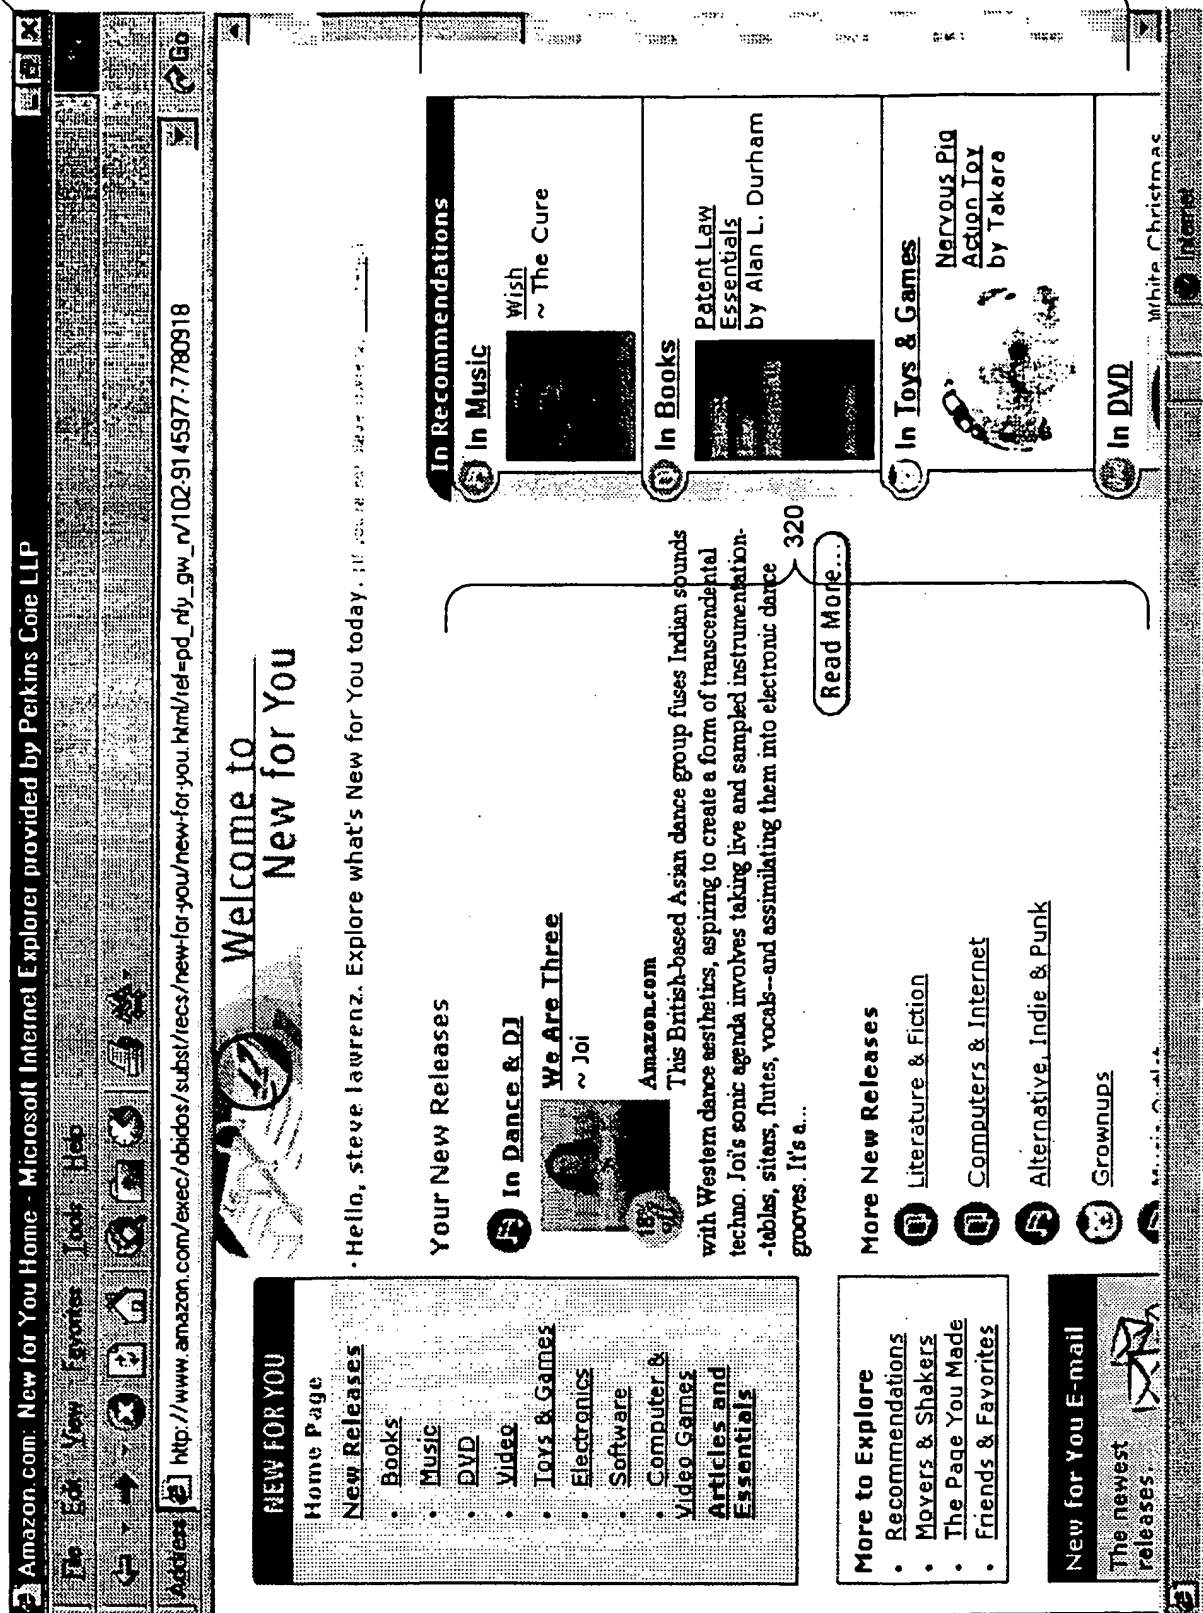 Amazon.com: New for You Home - Microsoft Internet Explorer provided by Perkins Coie LLP
File Edit View Favorites Tools Help
Address http://www.amazon.com/exec/obidos/subst/recs/new-for-you/new-for-you.html/ref=pd_nfy_gw_n/102-9145977-7780918 Go
Welcome to
New for You
NEW FOR YOU
Home Page
New Releases
• Books
• Music
• DVD
• Video
• Toys & Games
• Electronics
• Software
• Computer &
Video Games
Articles and
Essentials
More to Explore
• Recommendations
• Movers & Shakers
• The Page You Made
• Friends & Favorites
New for You E-mail
The newest
releases.
Hello, steve lawrenz. Explore what's New for You today.
Your New Releases
In Dance & DJ
We Are Three
~ Joi
18%
off
Amazon.com
This British-based Asian dance group fuses Indian sounds
with Western dance aesthetics, aspiring to create a form of transcendental
techno. Joi's sonic agenda involves taking live and sampled instrumentation-
-tablas, sitars, flutes, vocals--and assimilating them into electronic dance
grooves. It's a...
320
Read More...
More New Releases
Literature & Fiction
Computers & Internet
Alternative, Indie & Punk
Grownups
In Recommendations
In Music
Wish
~ The Cure
In Books
Patent Law
Essentials
by Alan L. Durham
In Toys & Games
Nervous Pig
Action Toy
by Takara
In DVD
White Christmas
Internet